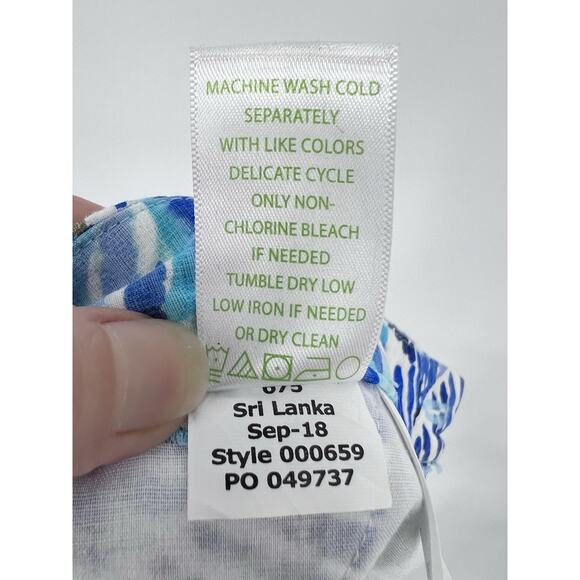 MACHINE WASH COLD
SEPARATELY
WITH LIKE COLORS
DELICATE CYCLE
ONLY NON-
CHLORINE BLEACH
IF NEEDED
TUMBLE DRY LOW
LOW IRON IF NEEDED
OR DRY CLEAN
Sri Lanka
Sep-18
Style 000659
PO 049737